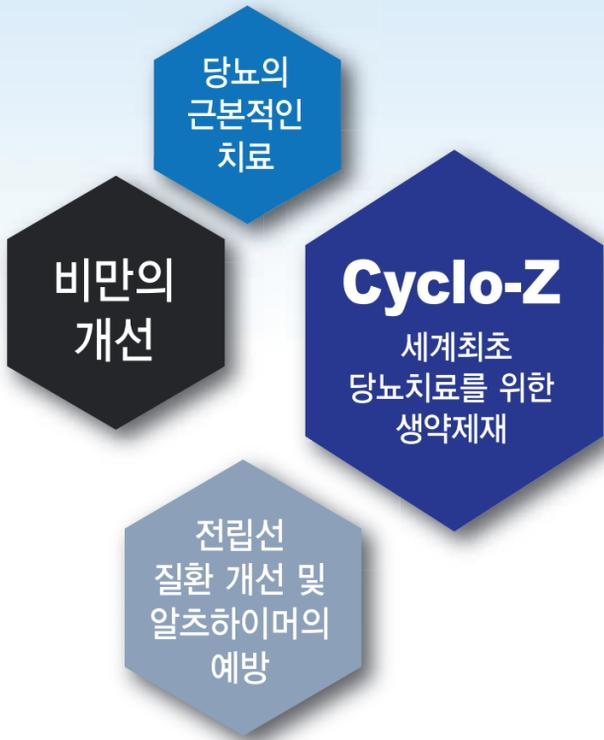 당뇨의
근본적인
치료
비만의
개선
Cyclo-Z
세계최초
당뇨치료를 위한
생약제재
전립선
질환 개선 및
알츠하이머의
예방